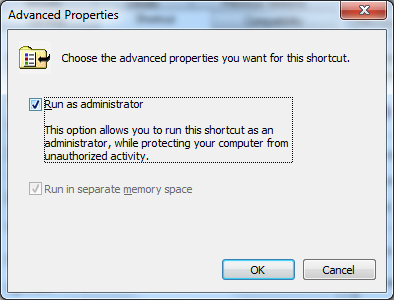 Advanced Properties
Shortcut
Compatibility
Choose the advanced properties you want for this shortcut.
Run as administrator
This option allows you to run this shortcut as an
administrator, while protecting your computer from
unauthorized activity.
Run in separate memory space
OK
Cancel